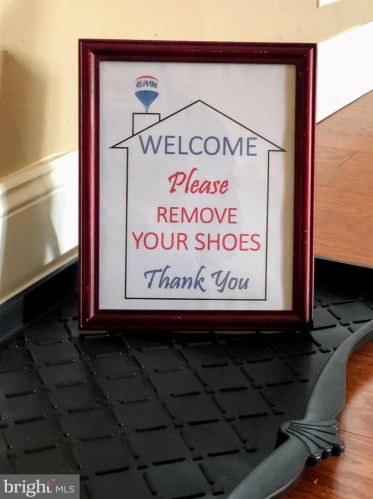 RE/MAX
WELCOME
Please
REMOVE
YOUR SHOES
Thank You
bright MLS